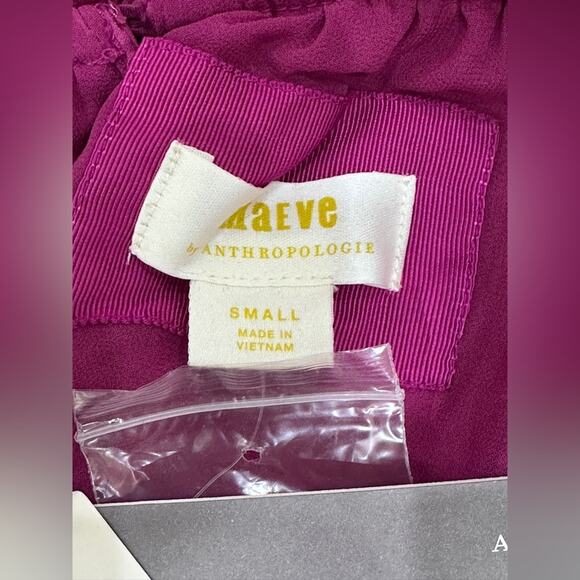 maeve
by ANTHROPOLOGIE
SMALL
MADE IN
VIETNAM
A